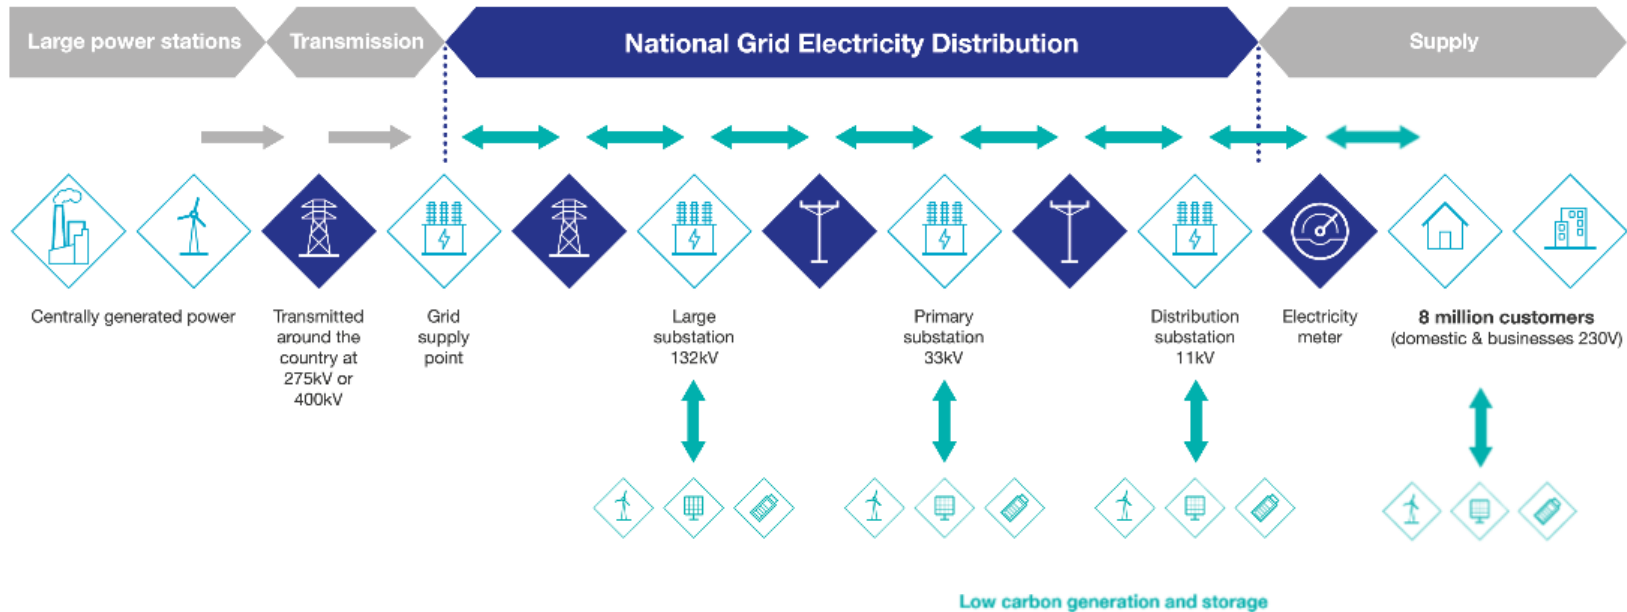 Large power stations
Transmission
National Grid Electricity Distribution
Supply
Centrally generated power
Transmitted
around the
country at
275kV or
400kV
Grid
supply
point
Large
substation
132kV
Primary
substation
33kV
Distribution
substation
11kV
Electricity
meter
8 million customers
(domestic & businesses 230V)
Low carbon generation and storage